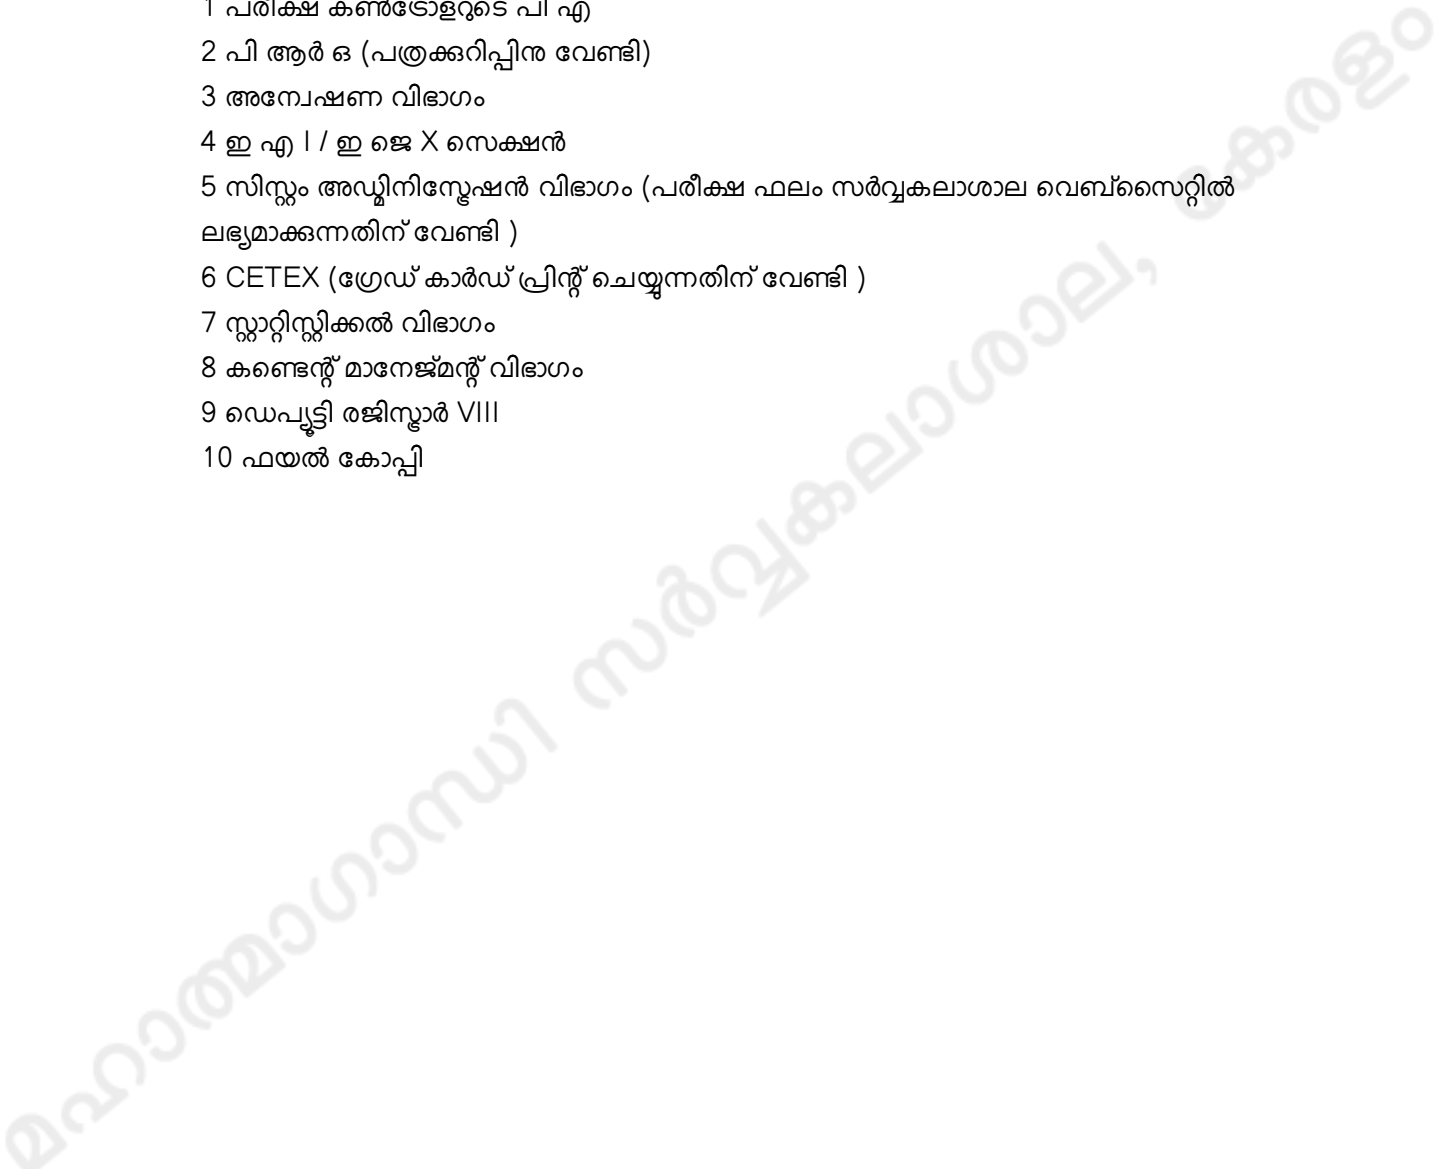 1 പരീക്ഷ കൺട്രോളറുടെ പി എ
2 പി ആർ ഒ (പത്രക്കുറിപ്പിനു വേണ്ടി)
3 അന്വേഷണ വിഭാഗം
4 ഇ എ I / ഇ ജെ X സെക്ഷൻ
5 സിസ്റ്റം അഡ്മിനിസ്ട്രേഷൻ വിഭാഗം (പരീക്ഷ ഫലം സർവ്വകലാശാല വെബ്സൈറ്റിൽ
ലഭ്യമാക്കുന്നതിന് വേണ്ടി )
6 CETEX (ഗ്രേഡ് കാർഡ് പ്രിന്റ് ചെയ്യുന്നതിന് വേണ്ടി )
7 സ്റ്റാറ്റിസ്റ്റിക്കൽ വിഭാഗം
8 കണ്ടെന്റ് മാനേജ്മന്റ് വിഭാഗം
9 ഡെപ്യൂട്ടി രജിസ്ട്രാർ VIII
10 ഫയൽ കോപ്പി
മഹാത്മാഗാന്ധി സർവ്വകലാശാല, കേരളം